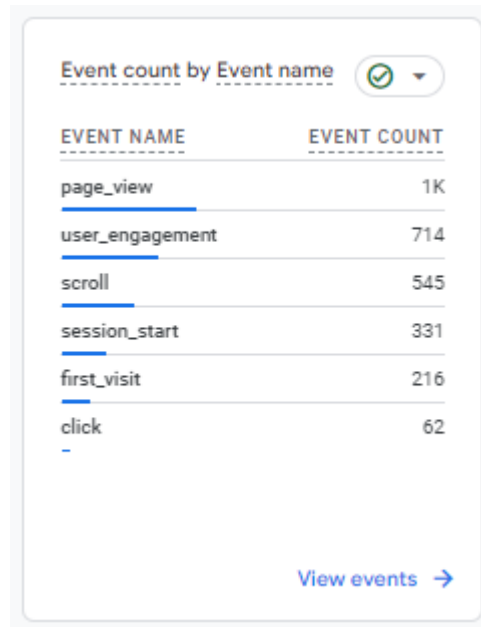 Event count by Event name
EVENT NAME EVENT COUNT
page_view 1K
user_engagement 714
scroll 545
session_start 331
first_visit 216
click 62
View events